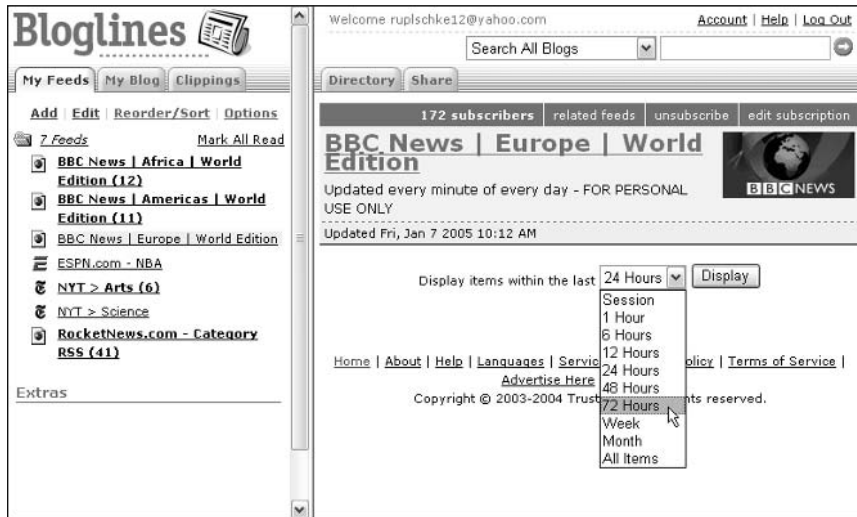 Bloglines
My Feeds My Blog Clippings
Add | Edit | Reorder/Sort | Options
7 Feeds Mark All Read
BBC News | Africa | World
Edition (12)
BBC News | Americas | World
Edition (11)
BBC News | Europe | World Edition
ESPN.com - NBA
NYT > Arts (6)
NYT > Science
RocketNews.com - Category
RSS (41)
Extras
Welcome ruplschke12@yahoo.com
Account | Help | Log Out
Search All Blogs
Directory Share
172 subscribers | related feeds | unsubscribe | edit subscription
BBC News | Europe | World
Edition
BBC NEWS
Updated every minute of every day - FOR PERSONAL
USE ONLY
Updated Fri, Jan 7 2005 10:12 AM
Display items within the last 24 Hours Display
Session
1 Hour
6 Hours
12 Hours
24 Hours
48 Hours
72 Hours
Week
Month
All Items
Home | About | Help | Languages | Servic olicy | Terms of Service |
Advertise Here
Copyright © 2003-2004 Trust nts reserved.